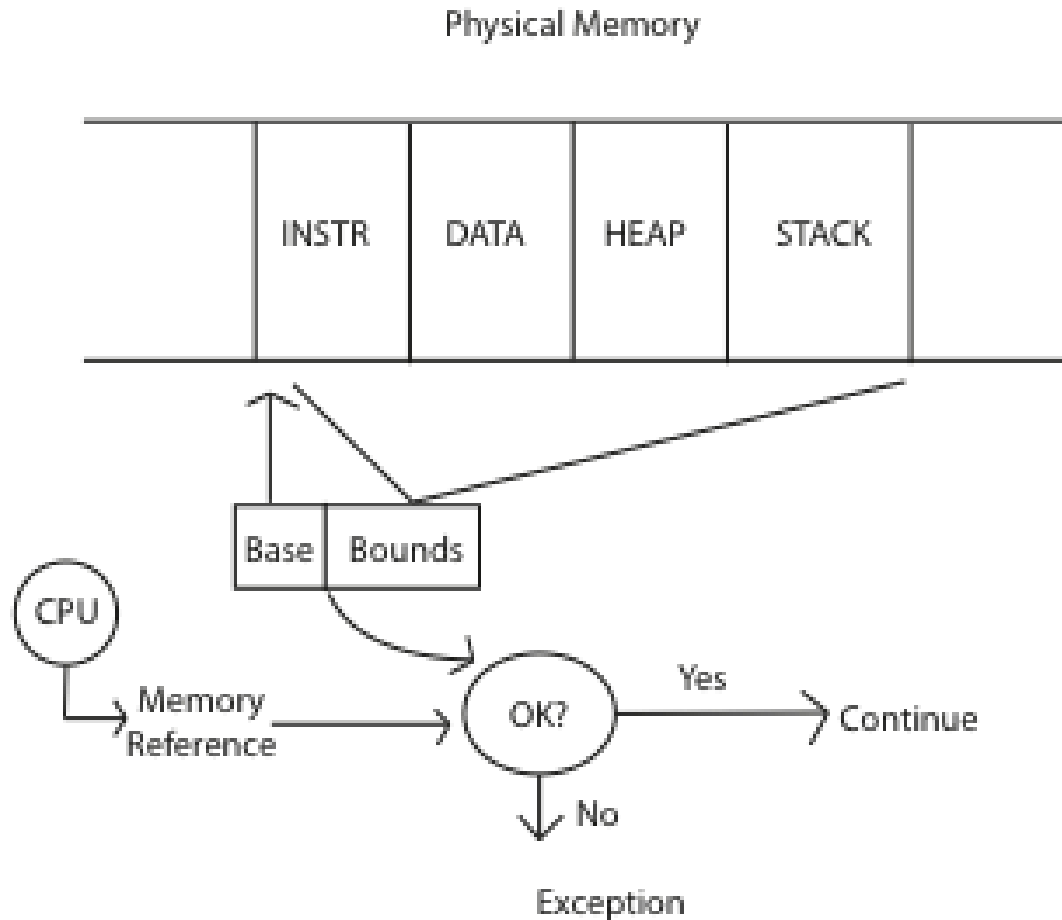 Physical Memory
INSTR
DATA
HEAP
STACK
Base
Bounds
CPU
Memory
Reference
OK?
Yes
Continue
No
Exception